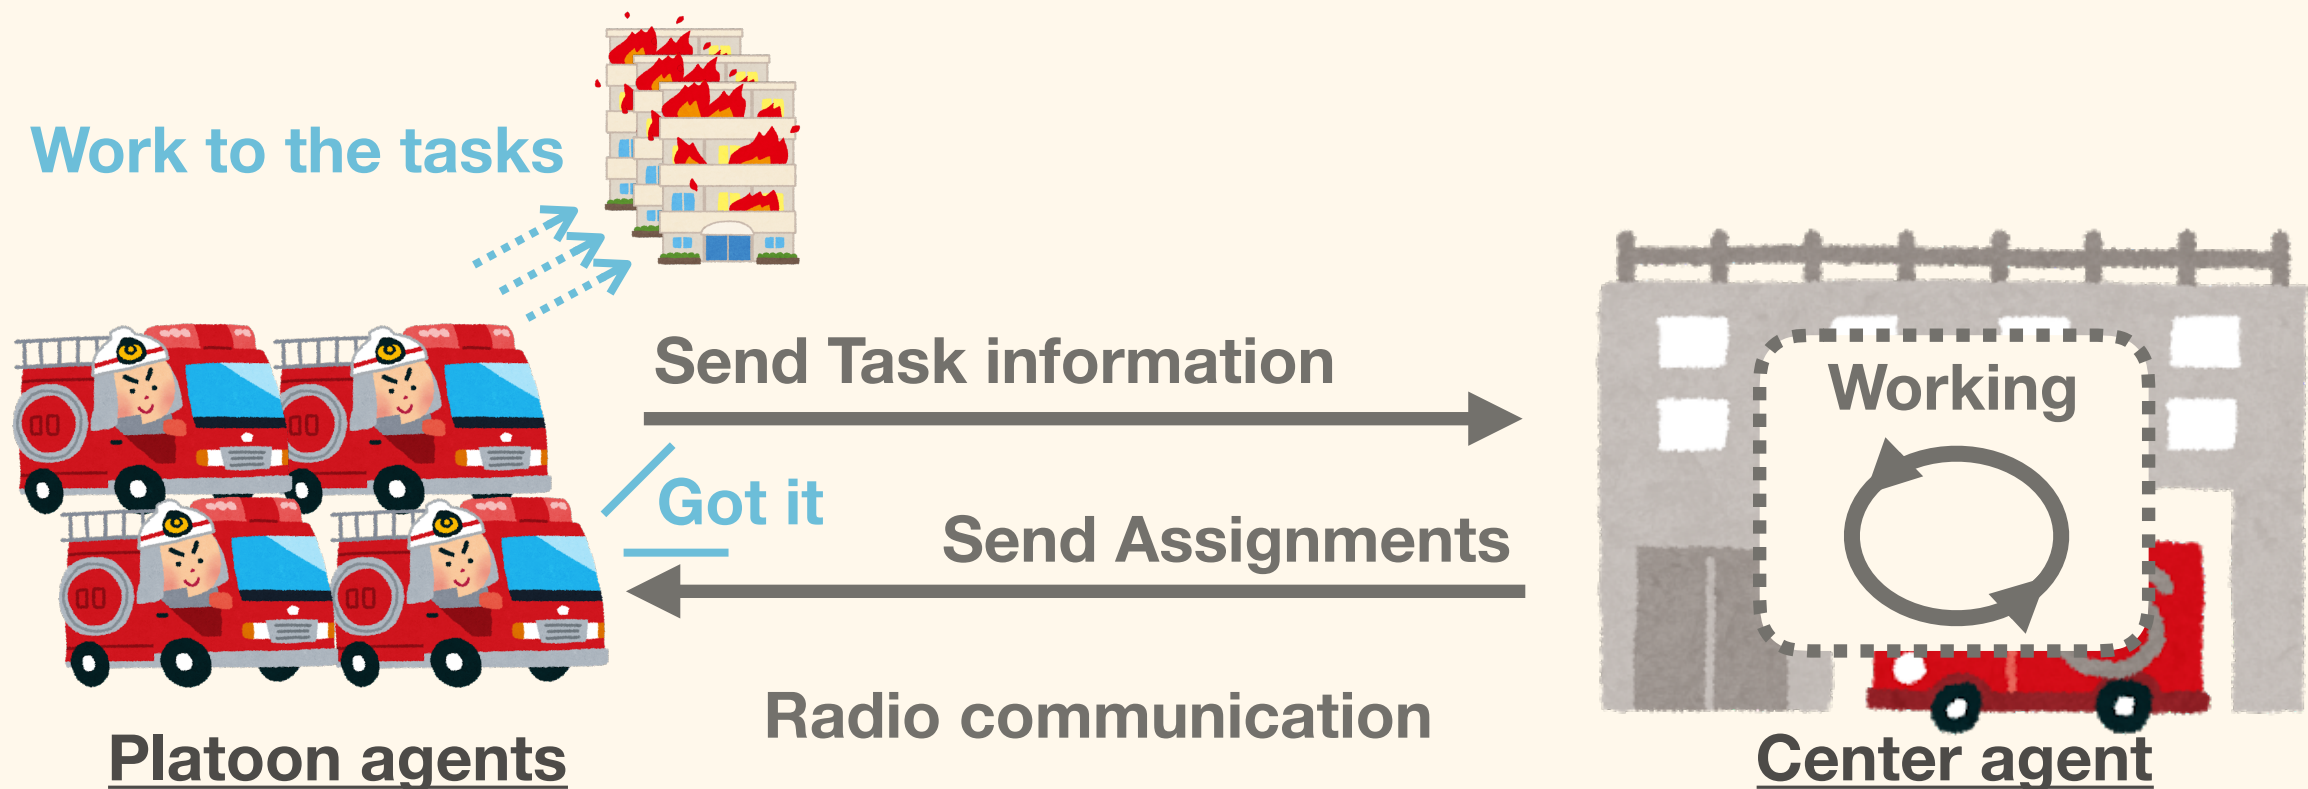 Work to the tasks
Send Task information
Working
Got it
Send Assignments
Radio communication
Platoon agents
Center agent